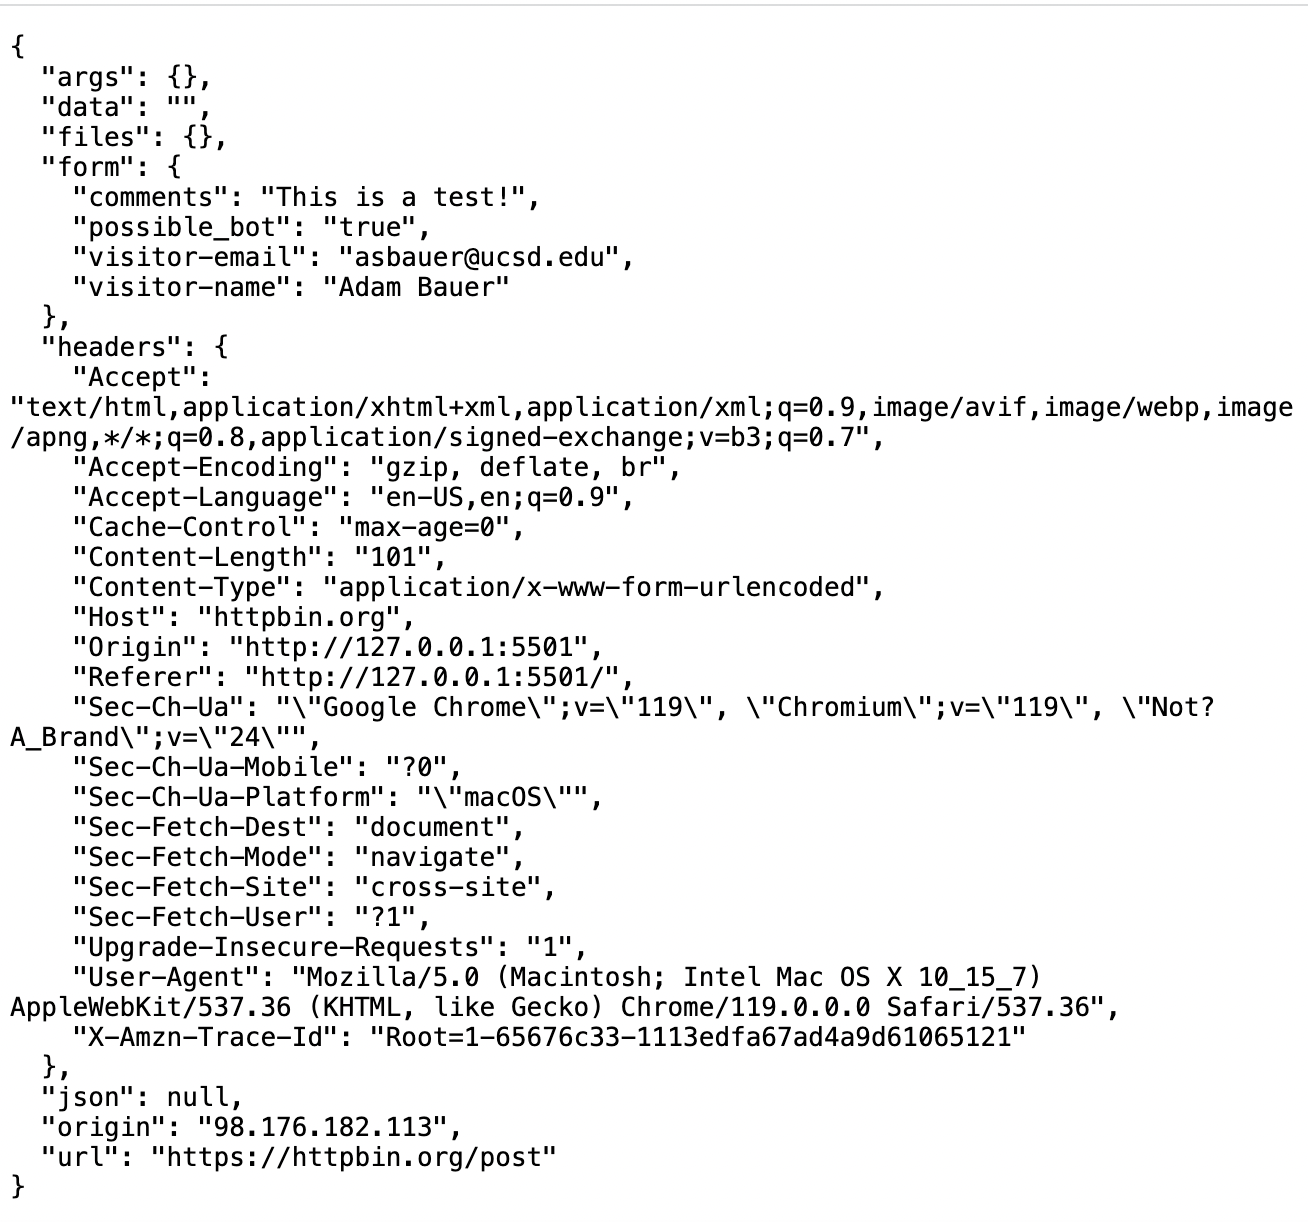 {
  "args": {},
  "data": "",
  "files": {},
  "form": {
    "comments": "This is a test!",
    "possible_bot": "true",
    "visitor-email": "asbauer@ucsd.edu",
    "visitor-name": "Adam Bauer"
  },
  "headers": {
    "Accept":
"text/html,application/xhtml+xml,application/xml;q=0.9,image/avif,image/webp,image
/apng,*/*;q=0.8,application/signed-exchange;v=b3;q=0.7",
    "Accept-Encoding": "gzip, deflate, br",
    "Accept-Language": "en-US,en;q=0.9",
    "Cache-Control": "max-age=0",
    "Content-Length": "101",
    "Content-Type": "application/x-www-form-urlencoded",
    "Host": "httpbin.org",
    "Origin": "http://127.0.0.1:5501",
    "Referer": "http://127.0.0.1:5501/",
    "Sec-Ch-Ua": "\"Google Chrome\";v=\"119\", \"Chromium\";v=\"119\", \"Not?
A_Brand\";v=\"24\"",
    "Sec-Ch-Ua-Mobile": "?0",
    "Sec-Ch-Ua-Platform": "\"macOS\"",
    "Sec-Fetch-Dest": "document",
    "Sec-Fetch-Mode": "navigate",
    "Sec-Fetch-Site": "cross-site",
    "Sec-Fetch-User": "?1",
    "Upgrade-Insecure-Requests": "1",
    "User-Agent": "Mozilla/5.0 (Macintosh; Intel Mac OS X 10_15_7)
AppleWebKit/537.36 (KHTML, like Gecko) Chrome/119.0.0.0 Safari/537.36",
    "X-Amzn-Trace-Id": "Root=1-65676c33-1113edfa67ad4a9d61065121"
  },
  "json": null,
  "origin": "98.176.182.113",
  "url": "https://httpbin.org/post"
}